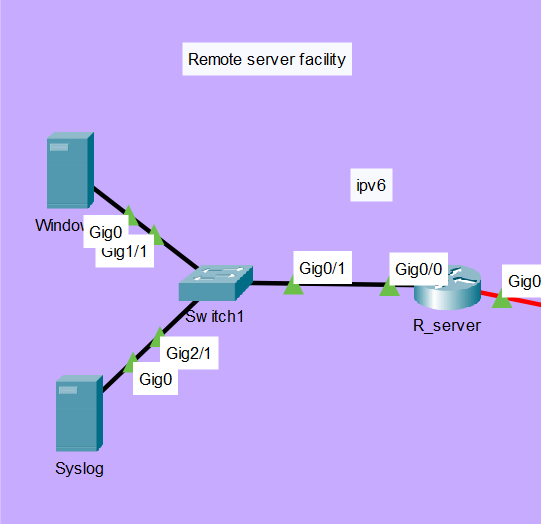 Remote server facility
ipv6
Gig0
Gig1/1
Gig0/1
Gig0/0
Switch1
R_server
Gig2/1
Gig0
Syslog